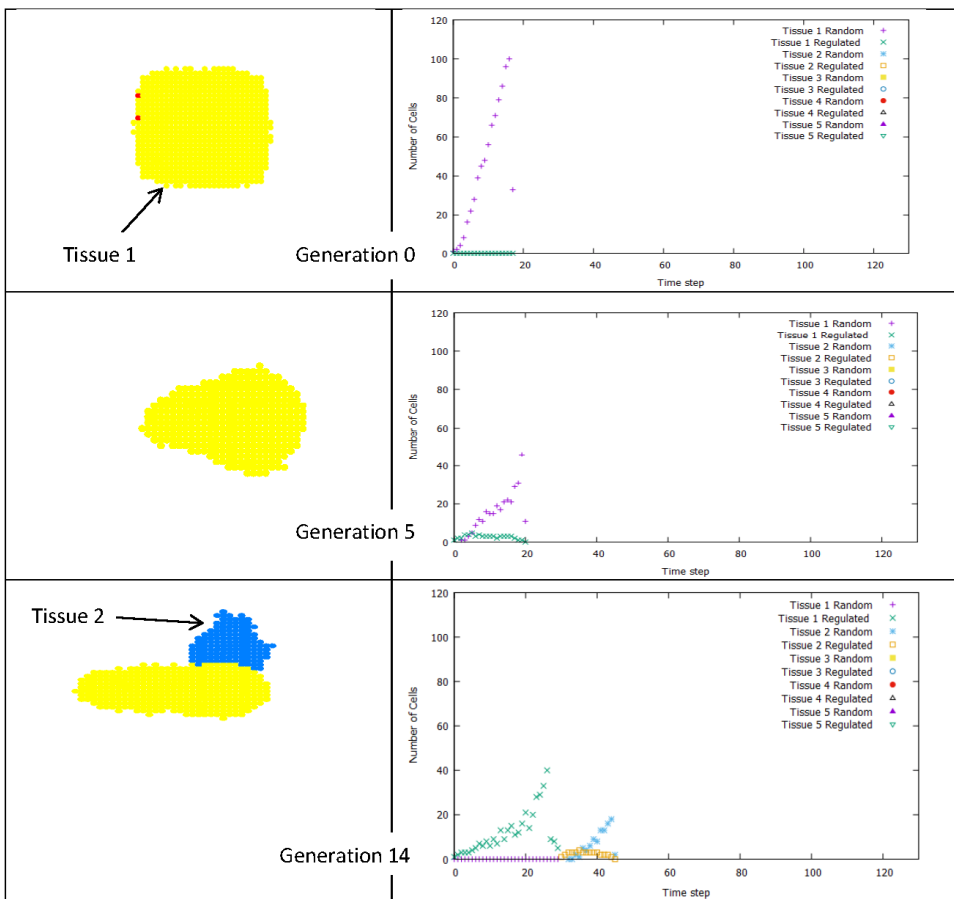 Tissue 1
Generation 0
Number of Cells
120
100
80
60
40
20
0
0 20 40 60 80 100 120
Time step
Tissue 1 Random
Tissue 1 Regulated
Tissue 2 Random
Tissue 2 Regulated
Tissue 3 Random
Tissue 3 Regulated
Tissue 4 Random
Tissue 4 Regulated
Tissue 5 Random
Tissue 5 Regulated
Generation 5
Number of Cells
120
100
80
60
40
20
0
0 20 40 60 80 100 120
Time step
Tissue 1 Random
Tissue 1 Regulated
Tissue 2 Random
Tissue 2 Regulated
Tissue 3 Random
Tissue 3 Regulated
Tissue 4 Random
Tissue 4 Regulated
Tissue 5 Random
Tissue 5 Regulated
Tissue 2
Generation 14
Number of Cells
120
100
80
60
40
20
0
0 20 40 60 80 100 120
Time step
Tissue 1 Random
Tissue 1 Regulated
Tissue 2 Random
Tissue 2 Regulated
Tissue 3 Random
Tissue 3 Regulated
Tissue 4 Random
Tissue 4 Regulated
Tissue 5 Random
Tissue 5 Regulated